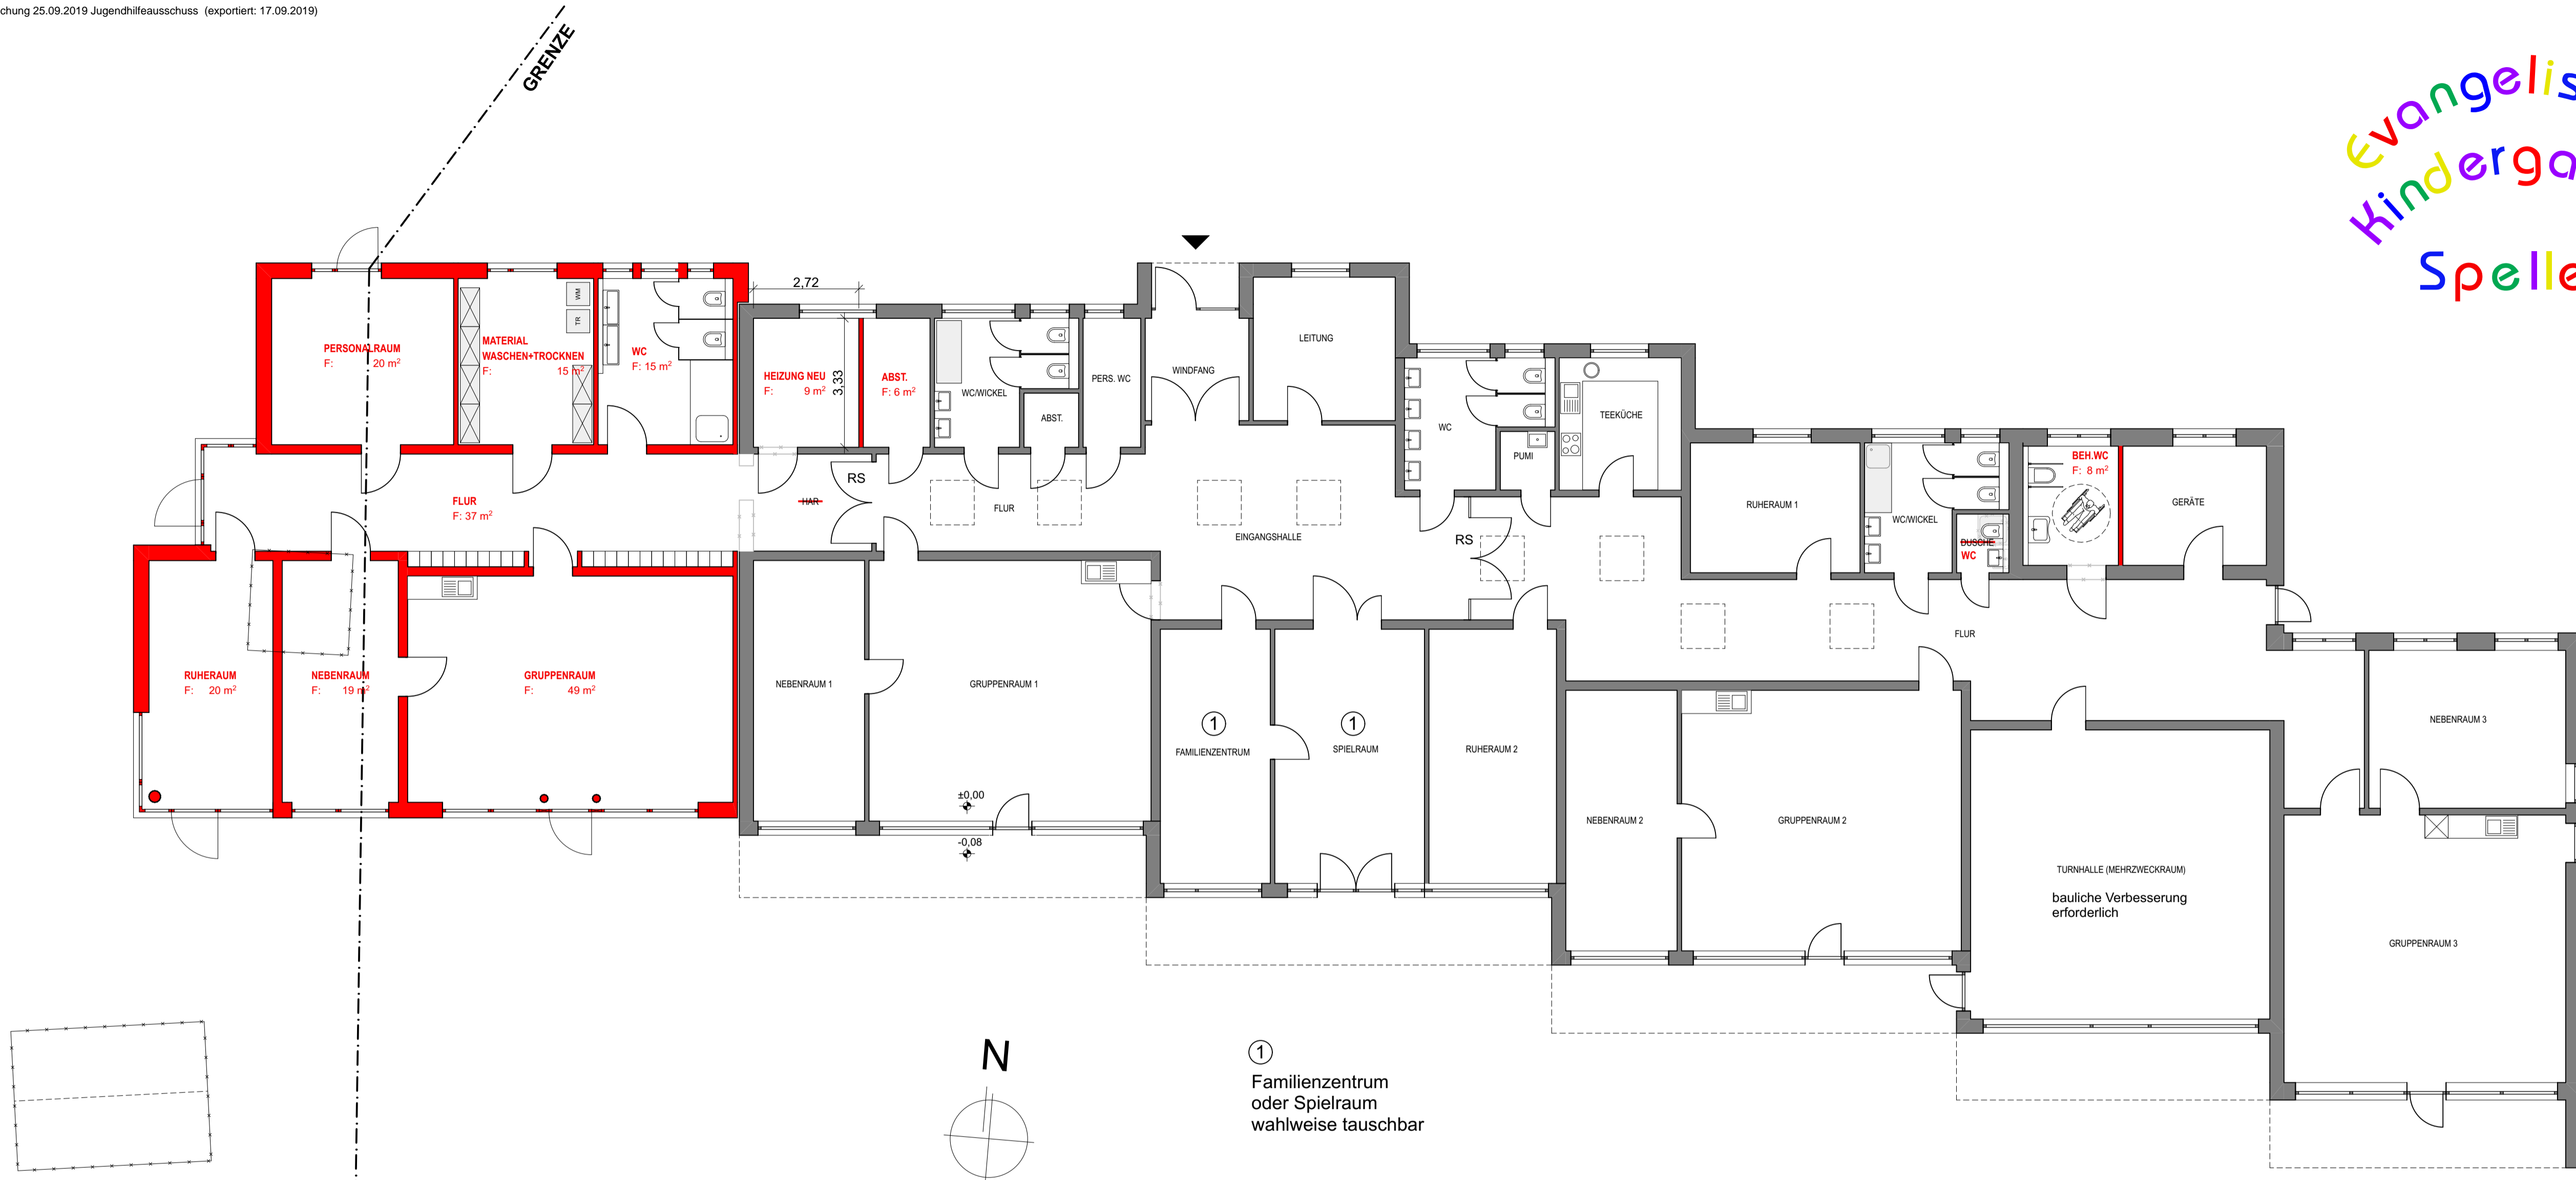 chung 25.09.2019 Jugendhilfeausschuss (exportiert: 17.09.2019)
GRENZE
Evangelis
Kinderga
Spelle
2,72
3,33
PERSONALRAUM
F: 20 m²
MATERIAL
WASCHEN+TROCKNEN
F: 15 m²
WM
TR
WC
F: 15 m²
HEIZUNG NEU
F: 9 m²
ABST.
F: 6 m²
WC/WICKEL
ABST.
PERS. WC
WINDFANG
LEITUNG
WC
PUMI
TEEKÜCHE
RUHERAUM 1
WC/WICKEL
DUSCHE
WC
BEH.WC
F: 8 m²
GERÄTE
FLUR
F: 37 m²
HAR
RS
FLUR
EINGANGSHALLE
RS
FLUR
RUHERAUM
F: 20 m²
NEBENRAUM
F: 19 m²
GRUPPENRAUM
F: 49 m²
NEBENRAUM 1
GRUPPENRAUM 1
±0,00
-0,08
1
FAMILIENZENTRUM
1
SPIELRAUM
RUHERAUM 2
NEBENRAUM 2
GRUPPENRAUM 2
TURNHALLE (MEHRZWECKRAUM)
bauliche Verbesserung
erforderlich
NEBENRAUM 3
GRUPPENRAUM 3
N
1
Familienzentrum
oder Spielraum
wahlweise tauschbar